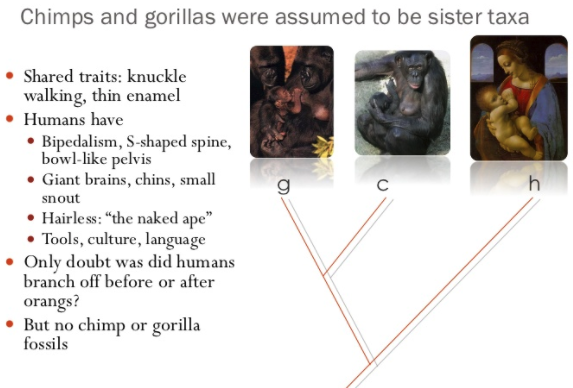 Chimps and gorillas were assumed to be sister taxa
Shared traits: knuckle
walking, thin enamel
Humans have
Bipedalism, S-shaped spine,
bowl-like pelvis
Giant brains, chins, small
snout
Hairless: “the naked ape”
Tools, culture, language
Only doubt was did humans
branch off before or after
orangs?
But no chimp or gorilla
fossils
g c h